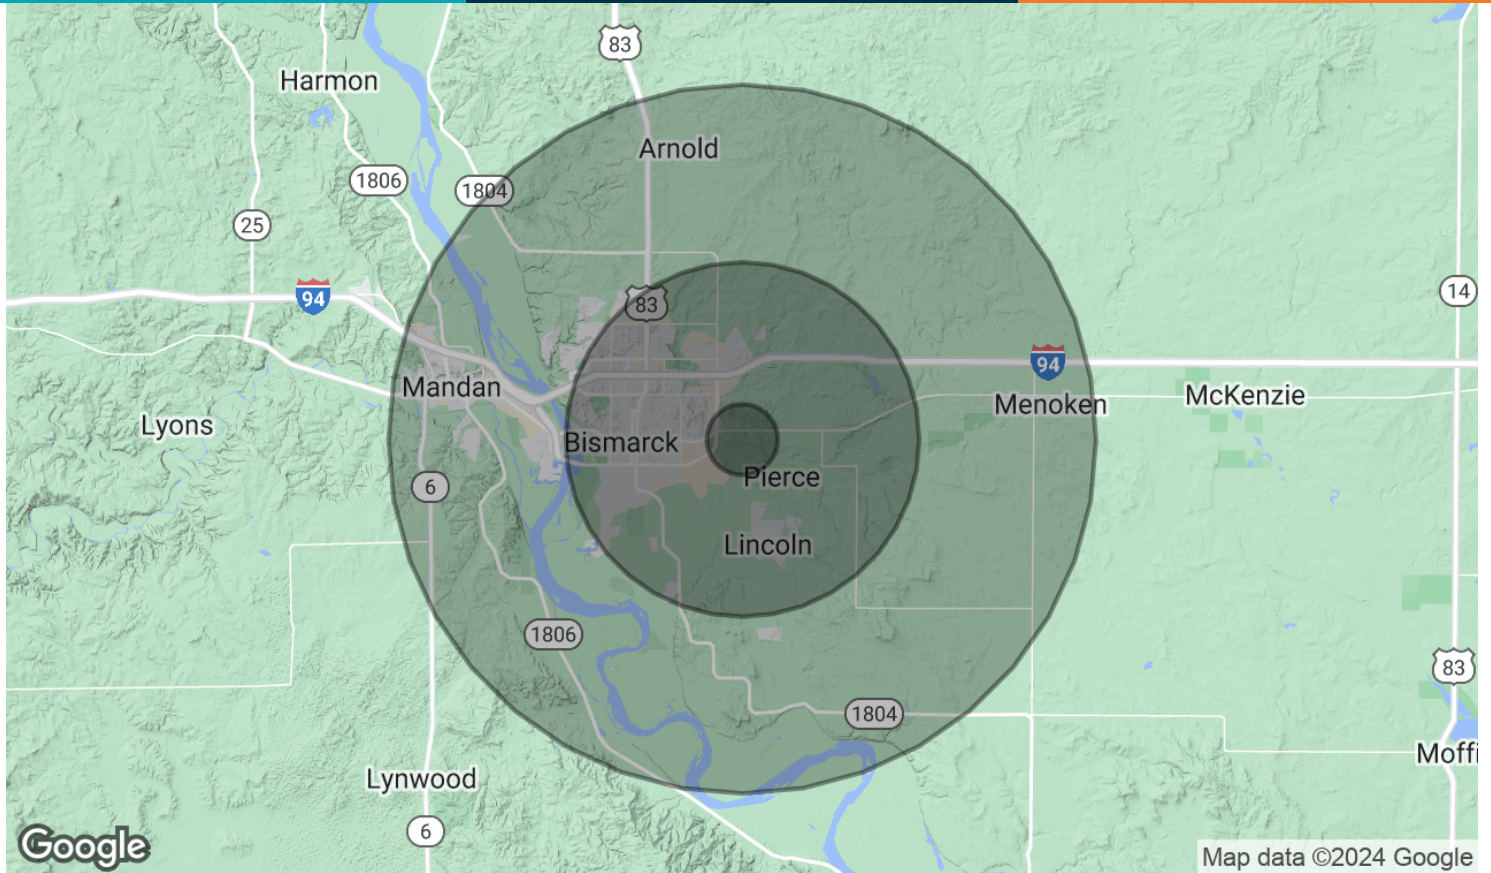 83
Harmon
Arnold
1806
1804
25
94
83
14
94
Mandan
McKenzie
Menoken
Lyons
Bismarck
Pierce
6
Lincoln
1806
83
1804
Moffi
Lynwood
6
Google
Map data ©2024 Google